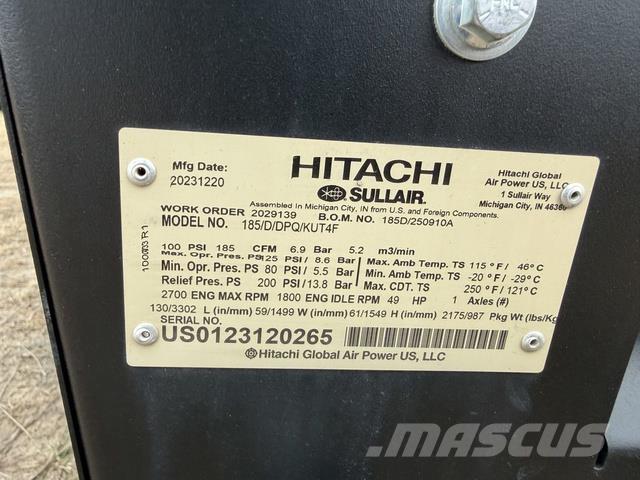 Mfg Date:
20231220
HITACHI
SULLAIR.
Hitachi Global
Air Power US, LLC
1 Sullair Way
Michigan City, IN 46360
Assembled in Michigan City, IN from U.S. and Foreign Components.
WORK ORDER 2029139 B.O.M. NO. 185D/250910A
MODEL NO. 185/D/DPQ/KUT4F
100 PSI 185 CFM 6.9 Bar 5.2 m3/min
Max. Opr. Pres. PS 125 PSI / 8.6 Bar Max. Amb Temp. TS 115 °F / 46°C
Min. Opr. Pres. PS 80 PSI / 5.5 Bar Min. Amb Temp. TS -20 °F / -29°C
Relief Pres. PS 200 PSI /13.8 Bar Max. CDT. TS 250 °F / 121°C
2700 ENG MAX RPM 1800 ENG IDLE RPM 49 HP 1 Axles (#)
130/3302 L (in/mm) 59/1499 W (in/mm) 61/1549 H (in/mm) 2175/987 Pkg Wt (lbs/Kg
SERIAL NO.
US0123120265
Hitachi Global Air Power US, LLC
MASCUS